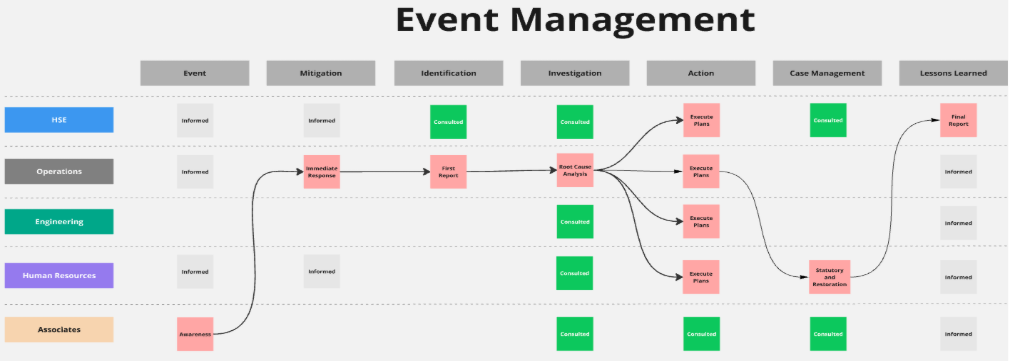 Event Management
Event Mitigation Identification Investigation Action Case Management Lessons Learned
HSE Informed Informed Consulted Consulted Execute Plans Consulted Final Report
Operations Informed Immediate Response First Report Root Cause Analysis Execute Plans Informed
Engineering Consulted Execute Plans Informed
Human Resources Informed Informed Consulted Execute Plans Statutory and Restoration Informed
Associates Awareness Consulted Consulted Consulted Informed